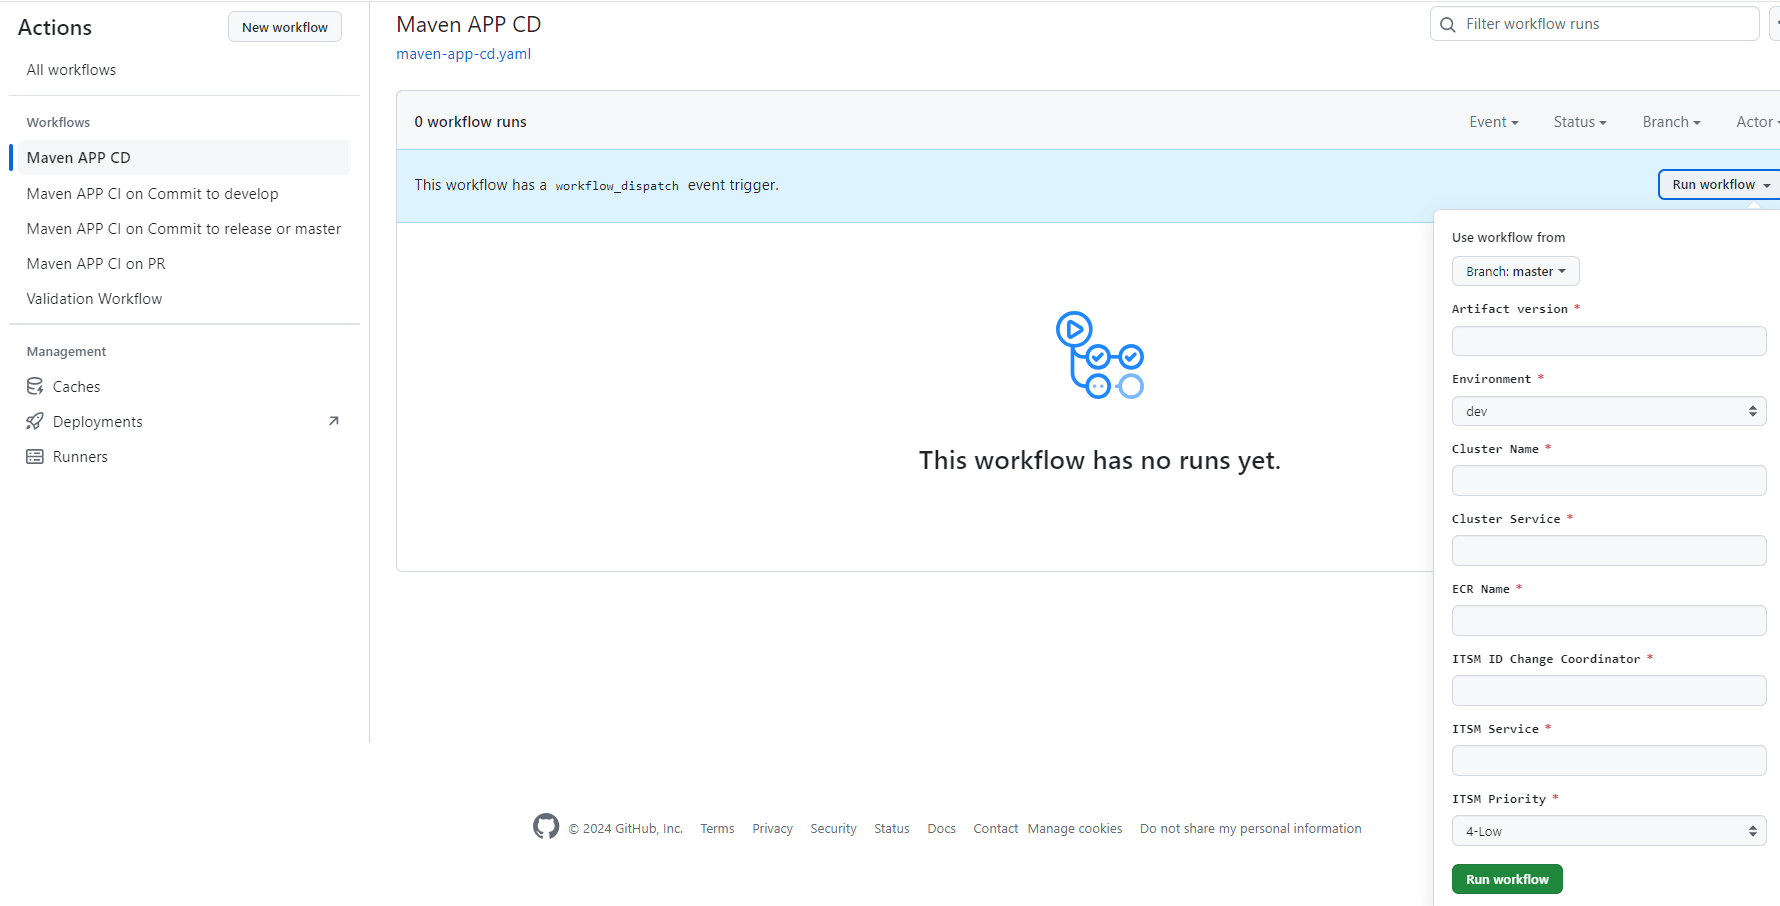 Actions
New workflow
All workflows
Workflows
Maven APP CD
Maven APP CI on Commit to develop
Maven APP CI on Commit to release or master
Maven APP CI on PR
Validation Workflow
Management
Caches
Deployments
Runners
Maven APP CD
maven-app-cd.yaml
Filter workflow runs
0 workflow runs
Event
Status
Branch
Actor
This workflow has a workflow_dispatch event trigger.
Run workflow
This workflow has no runs yet.
Use workflow from
Branch: master
Artifact version *
Environment *
dev
Cluster Name *
Cluster Service *
ECR Name *
ITSM ID Change Coordinator *
ITSM Service *
ITSM Priority *
4-Low
Run workflow
© 2024 GitHub, Inc. Terms Privacy Security Status Docs Contact Manage cookies Do not share my personal information